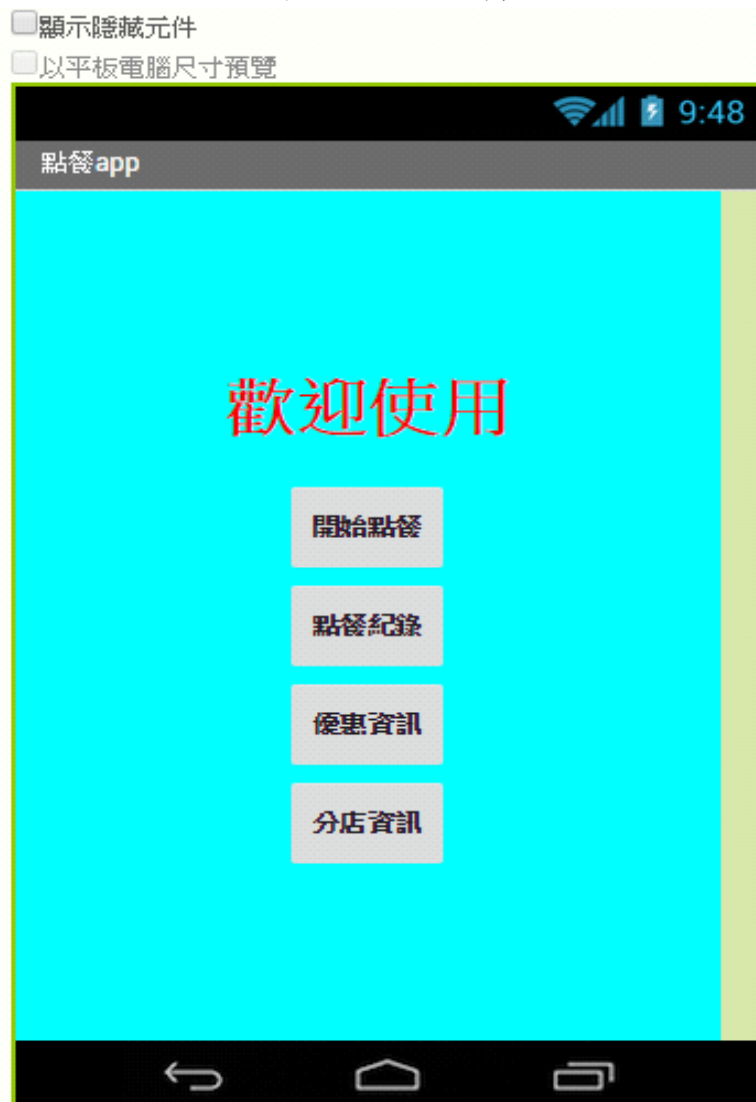 顯示隱藏元件
以平板電腦尺寸預覽
9:48
點餐app
歡迎使用
開始點餐
點餐紀錄
優惠資訊
分店資訊